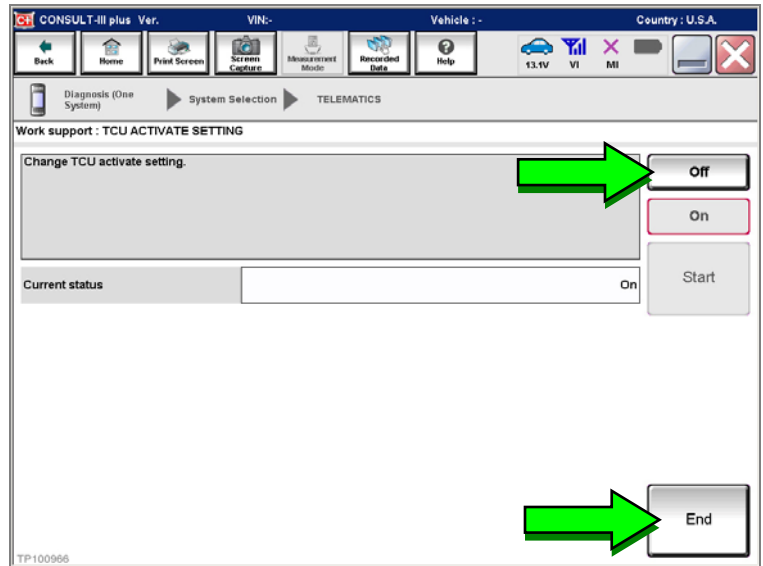 C+ CONSULT-III plus Ver. VIN:- Vehicle : - Country : U.S.A.
Back Home Print Screen Screen Capture Measurement Mode Recorded Data Help 13.1V VI MI
Diagnosis (One System) System Selection TELEMATICS
Work support : TCU ACTIVATE SETTING
Change TCU activate setting.
Off
On
Current status On
Start
End
TP100966